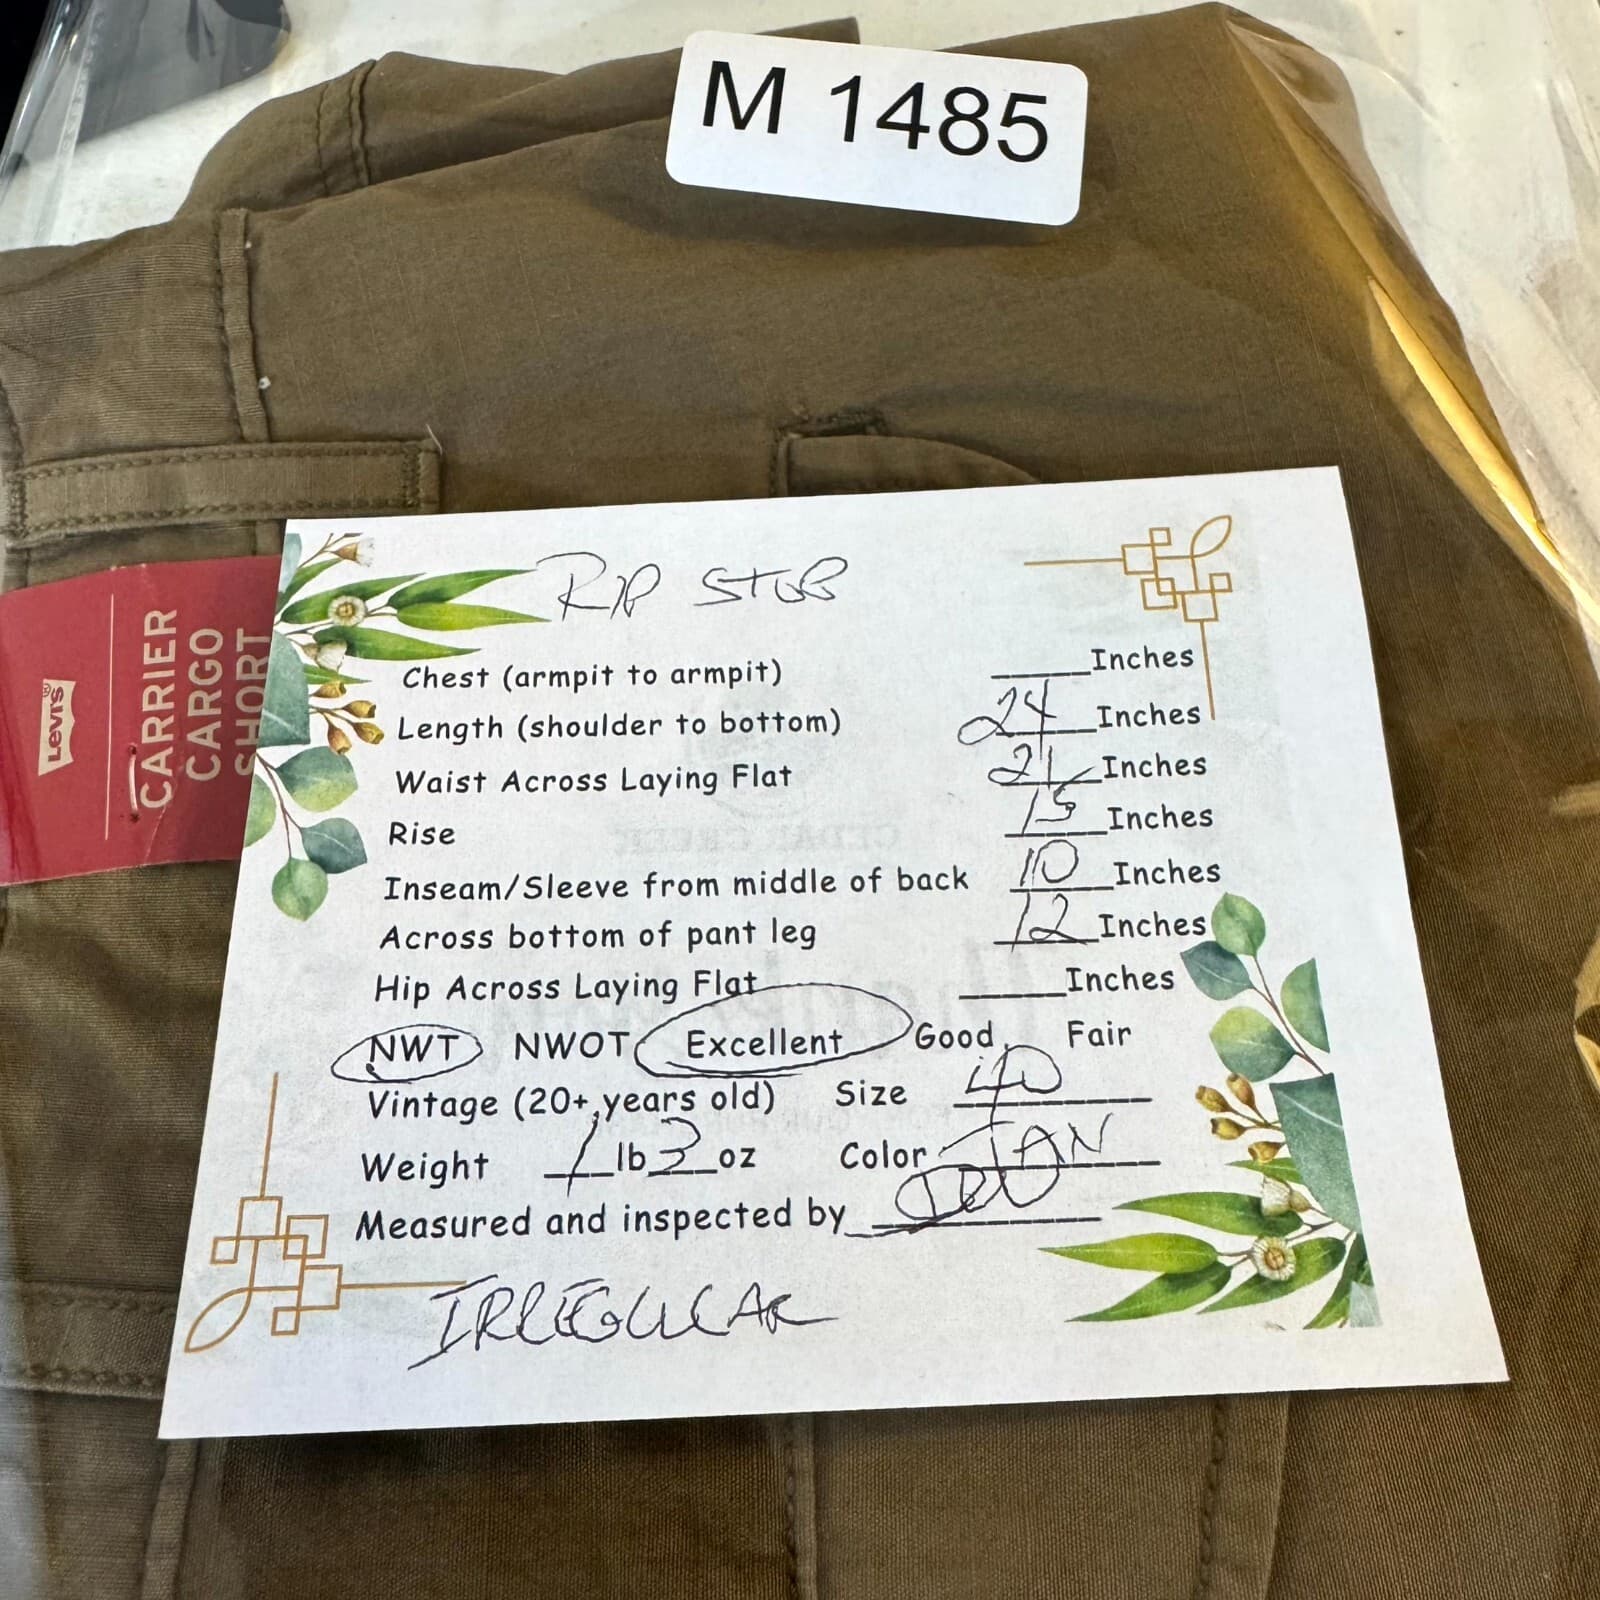 M 1485
Levi's®
CARRIER
CARGO
SHORT
RIP STOP
Chest (armpit to armpit) ____Inches
Length (shoulder to bottom) 24 Inches
Waist Across Laying Flat 21 Inches
Rise 15 Inches
Inseam/Sleeve from middle of back 10 Inches
Across bottom of pant leg 12 Inches
Hip Across Laying Flat ____Inches
NWT NWOT Excellent Good Fair
Vintage (20+ years old) Size 40
Weight 1 lb 3 oz Color TAN
Measured and inspected by
IRREGULAR